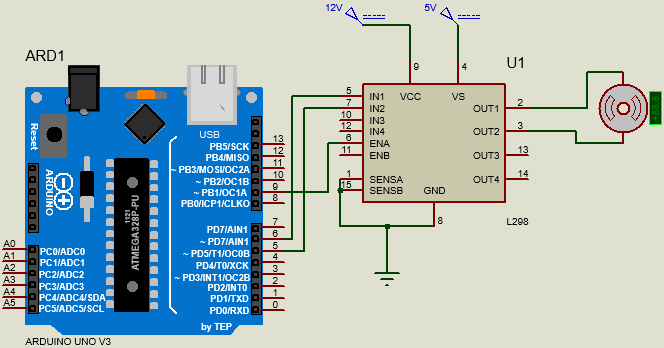 12V
5V
ARD1
U1
9
4
Reset
USB
ARDUINO
1121
ATMEGA328P-PU
PB5/SCK 13
PB4/MISO 12
~ PB3/MOSI/OC2A 11
~ PB2/OC1B 10
~ PB1/OC1A 9
PB0/ICP1/CLKO 8
PD7/AIN1 7
~ PD7/AIN1 6
~ PD5/T1/OC0B 5
PD4/T0/XCK 4
~ PD3/INT1/OC2B 3
PD2/INT0 2
PD1/TXD 1
PD0/RXD 0
by TEP
A0 PC0/ADC0
A1 PC1/ADC1
A2 PC2/ADC2
A3 PC3/ADC3
A4 PC4/ADC4/SDA
A5 PC5/ADC5/SCL
ARDUINO UNO V3
5 IN1
7 IN2
10 IN3
12 IN4
6 ENA
11 ENB
1 SENSA
15 SENSB
VCC
VS
OUT1 2
OUT2 3
OUT3 13
OUT4 14
GND
8
L298